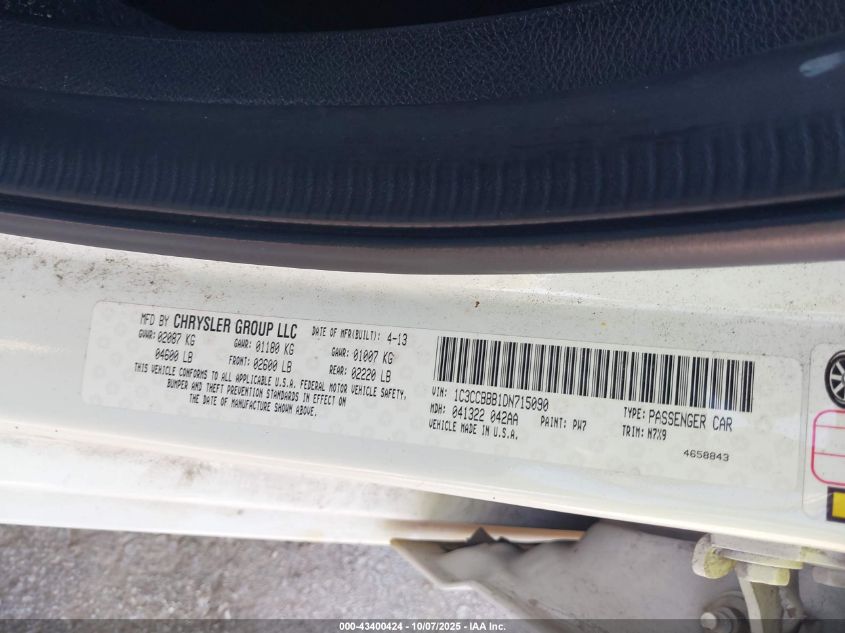 MFD BY CHRYSLER GROUP LLC DATE OF MFR(BUILT): 4-13
GVWR: 02087 KG GAWR: 01180 KG GAWR: 01007 KG
04600 LB FRONT: 02600 LB REAR: 02220 LB
THIS VEHICLE CONFORMS TO ALL APPLICABLE U.S.A. FEDERAL MOTOR VEHICLE SAFETY,
BUMPER AND THEFT PREVENTION STANDARDS IN EFFECT ON
THE DATE OF MANUFACTURE SHOWN ABOVE.
VIN: 1C3CCBBB1DN715090 TYPE: PASSENGER CAR
MDH: 041322 042AA PAINT: PW7 TRIM: M7X9
VEHICLE MADE IN U.S.A.
4658843
000-43400424 • 10/07/2025 • IAA Inc.